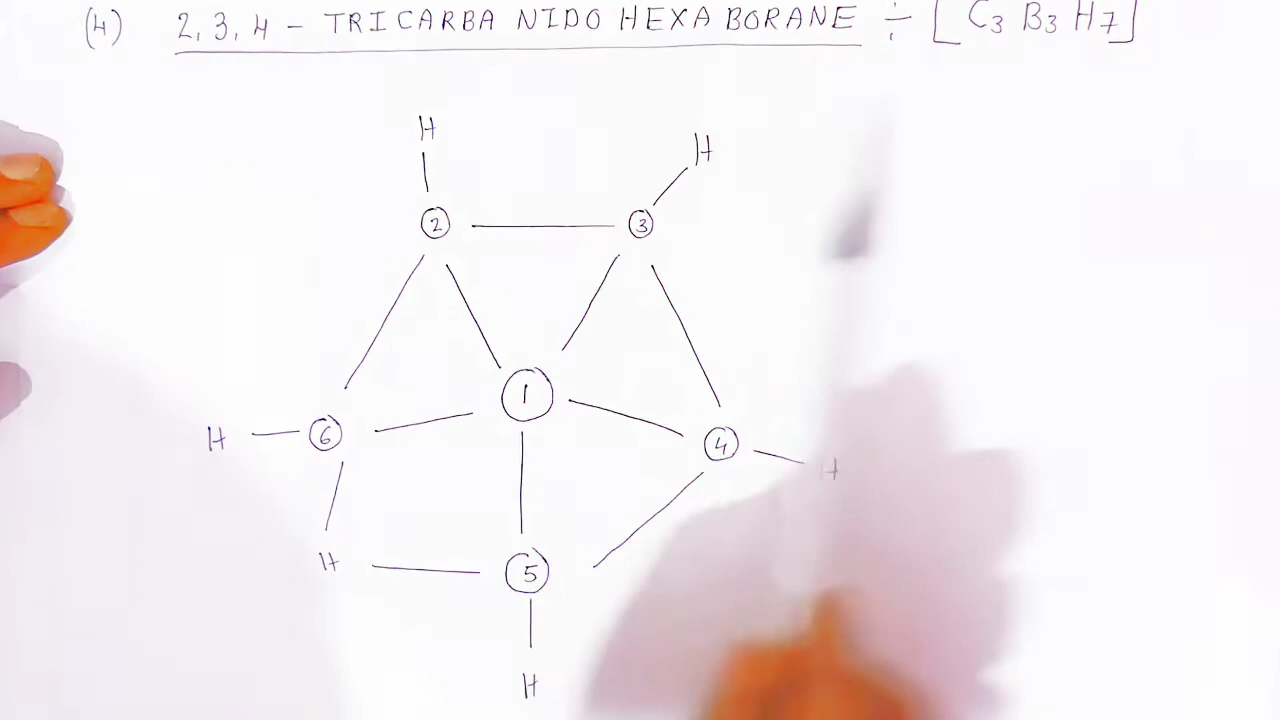 (4) 2, 3, 4 - TRICARBA NIDO HEXA BORANE ÷ [C3 B3 H7]
H
H
2
3
1
H
6
4
H
H
5
H